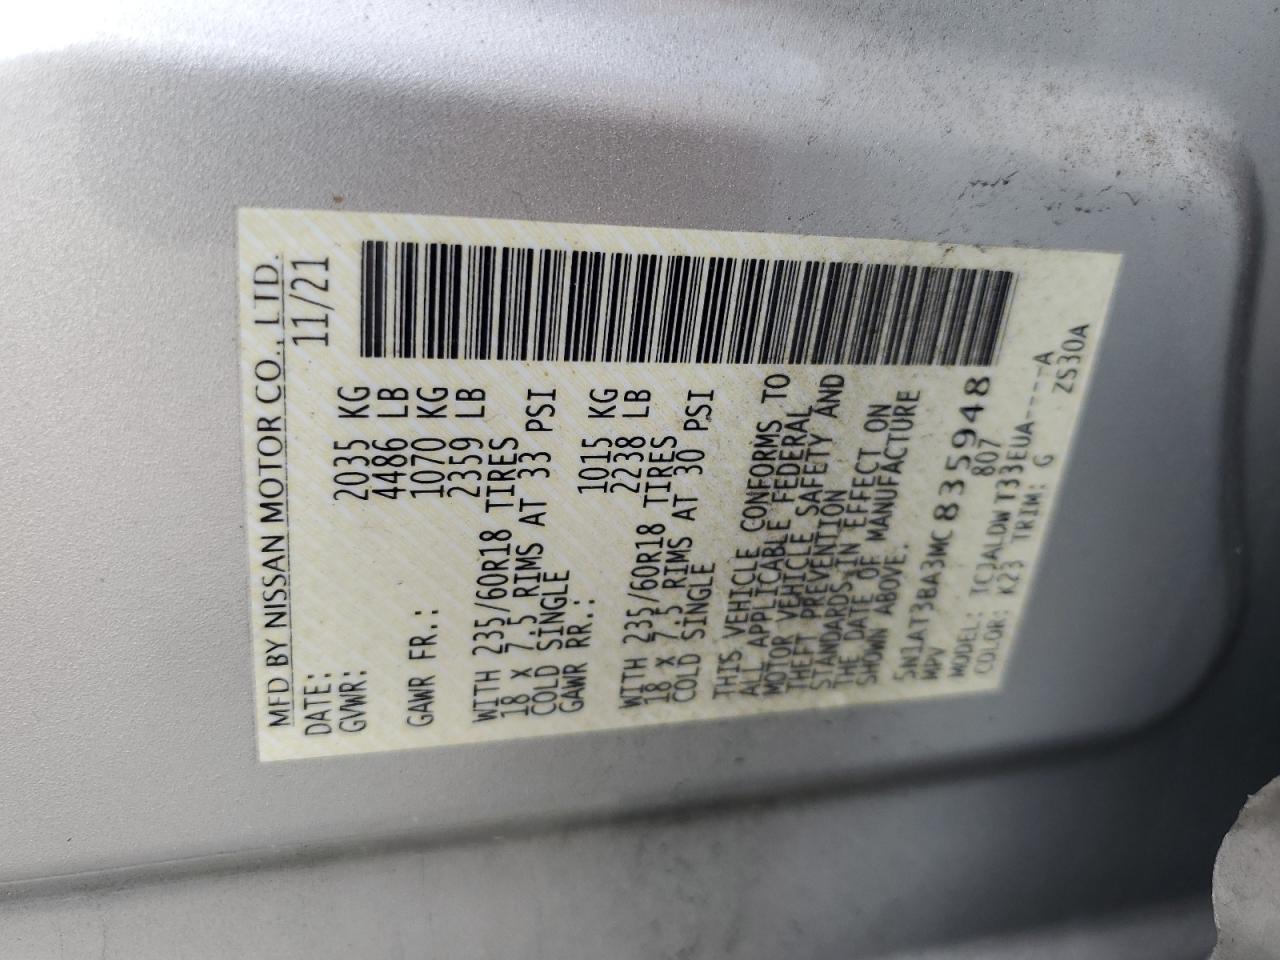 MFD BY NISSAN MOTOR CO., LTD.
DATE: 11/21
GVWR: 2035 KG
4486 LB
GAWR FR.: 1070 KG
2359 LB
WITH 235/60R18 TIRES
18 X 7.5 RIMS AT 33 PSI
COLD SINGLE
GAWR RR.: 1015 KG
2238 LB
WITH 235/60R18 TIRES
18 X 7.5 RIMS AT 30 PSI
COLD SINGLE
THIS VEHICLE CONFORMS TO
ALL APPLICABLE FEDERAL
MOTOR VEHICLE SAFETY AND
THEFT PREVENTION
STANDARDS IN EFFECT ON
THE DATE OF MANUFACTURE
SHOWN ABOVE.
5N1AT3BA3MC835948
MPV 807
MODEL: TCJALDWT33EUA-----A
COLOR: K23 TRIM: G ZS30A